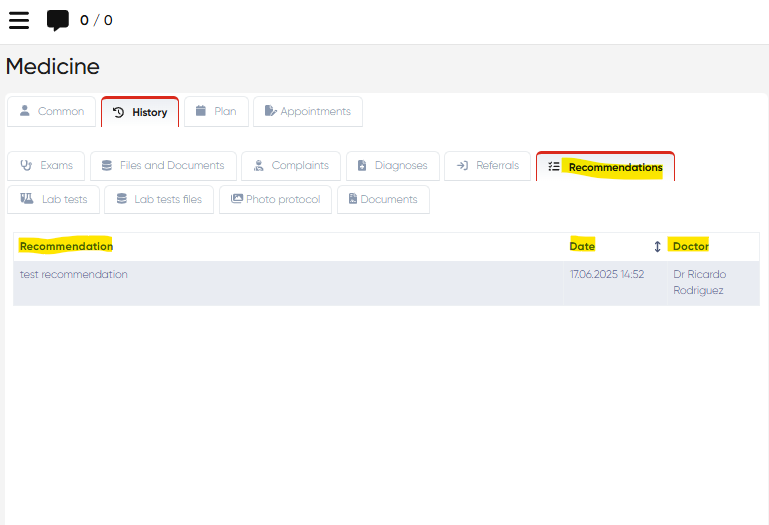 0 / 0
Medicine
Common History Plan Appointments
Exams Files and Documents Complaints Diagnoses Referrals Recommendations
Lab tests Lab tests files Photo protocol Documents
Recommendation Date Doctor
test recommendation 17.06.2025 14:52 Dr Ricardo
Rodriguez